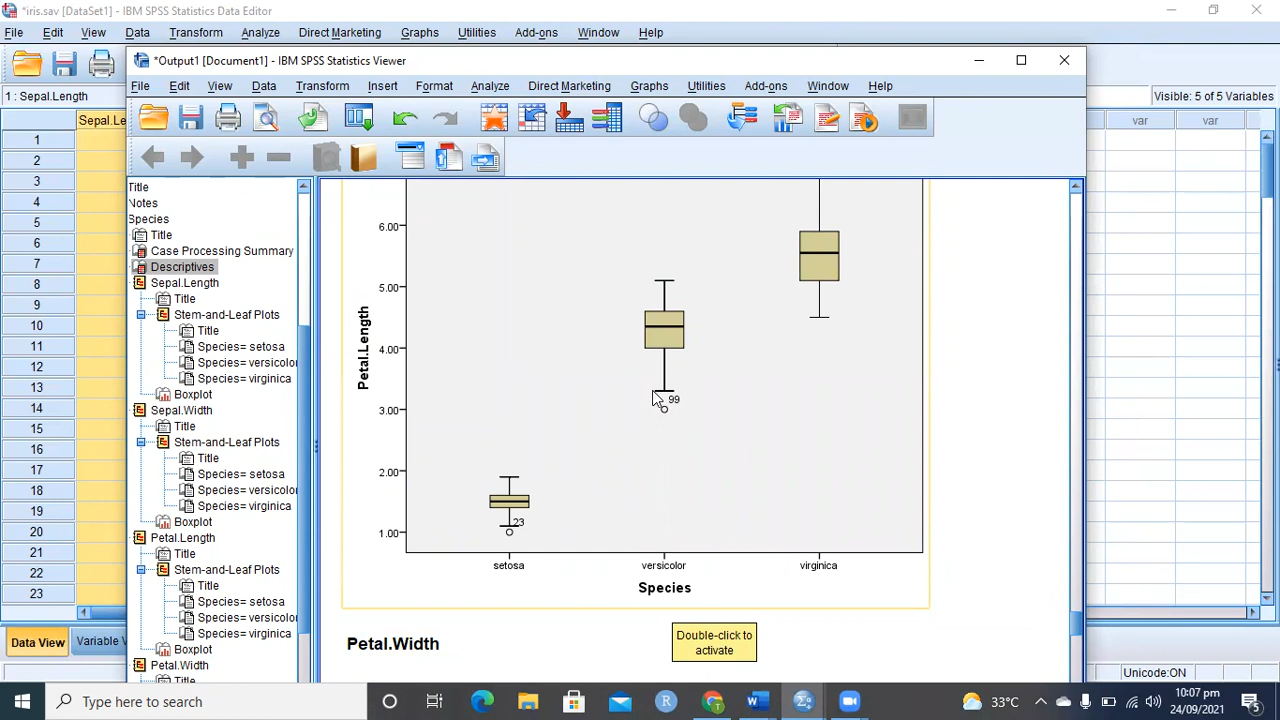 *iris.sav [DataSet1] - IBM SPSS Statistics Data Editor
File Edit View Data Transform Analyze Direct Marketing Graphs Utilities Add-ons Window Help
*Output1 [Document1] - IBM SPSS Statistics Viewer
File Edit View Data Transform Insert Format Analyze Direct Marketing Graphs Utilities Add-ons Window Help
1 : Sepal.Length
Visible: 5 of 5 Variables
Sepal.Le
var var
1
2
3
4
5
6
7
8
9
10
11
12
13
14
15
16
17
18
19
20
21
22
23
Title
Notes
Species
Title
Case Processing Summary
Descriptives
Sepal.Length
Title
Stem-and-Leaf Plots
Title
Species= setosa
Species= versicolor
Species= virginica
Boxplot
Sepal.Width
Title
Stem-and-Leaf Plots
Title
Species= setosa
Species= versicolor
Species= virginica
Boxplot
Petal.Length
Title
Stem-and-Leaf Plots
Title
Species= setosa
Species= versicolor
Species= virginica
Boxplot
Petal.Width
Title
Petal.Length
6.00
5.00
4.00
3.00
2.00
1.00
99
23
setosa versicolor virginica
Species
Petal.Width
Double-click to
activate
Data View Variable V
Unicode:ON
Type here to search
33°C
10:07 pm
24/09/2021
5